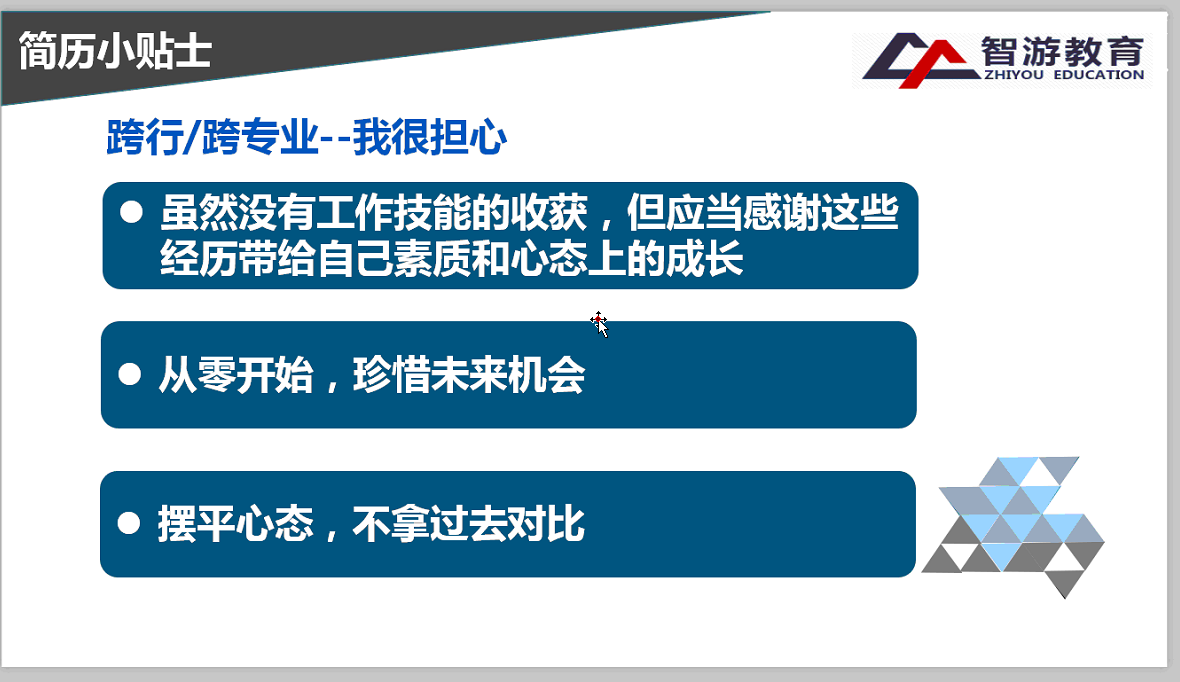 简历小贴士
智游教育
ZHIYOU EDUCATION
跨行/跨专业--我很担心
虽然没有工作技能的收获，但应当感谢这些
经历带给自己素质和心态上的成长
从零开始，珍惜未来机会
摆平心态，不拿过去对比